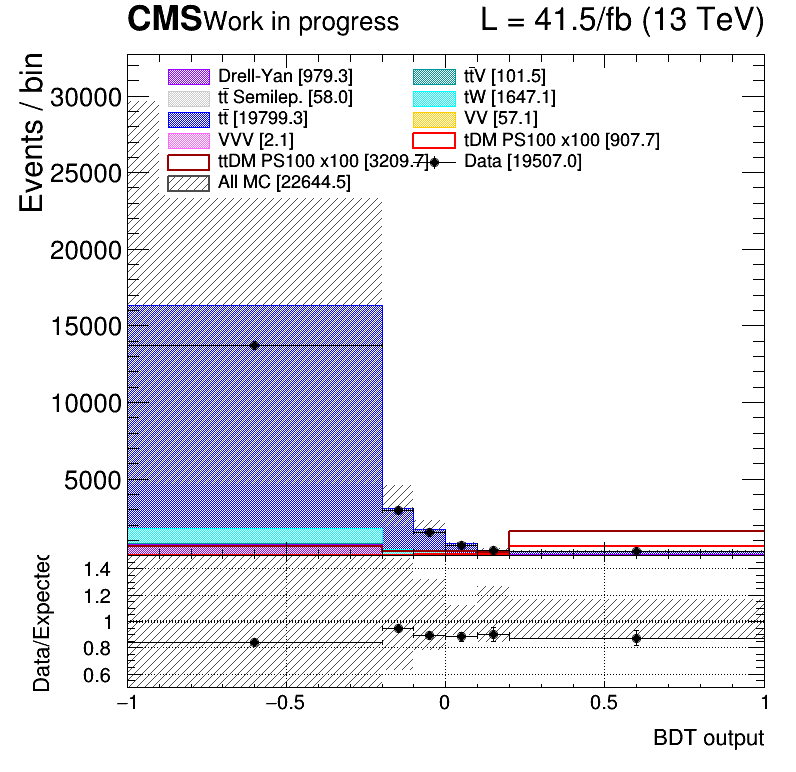 CMS Work in progress L = 41.5/fb (13 TeV)
Events / bin
Drell-Yan [979.3] tt̄V [101.5]
tt̄ Semilep. [58.0] tW [1647.1]
tt̄ [19799.3] VV [57.1]
VVV [2.1] tDM PS100 x100 [907.7]
ttDM PS100 x100 [3209.7] Data [19507.0]
All MC [22644.5]
30000
25000
20000
15000
10000
5000
Data/Expected
1.4
1.2
1
0.8
0.6
−1 −0.5 0 0.5 1
BDT output